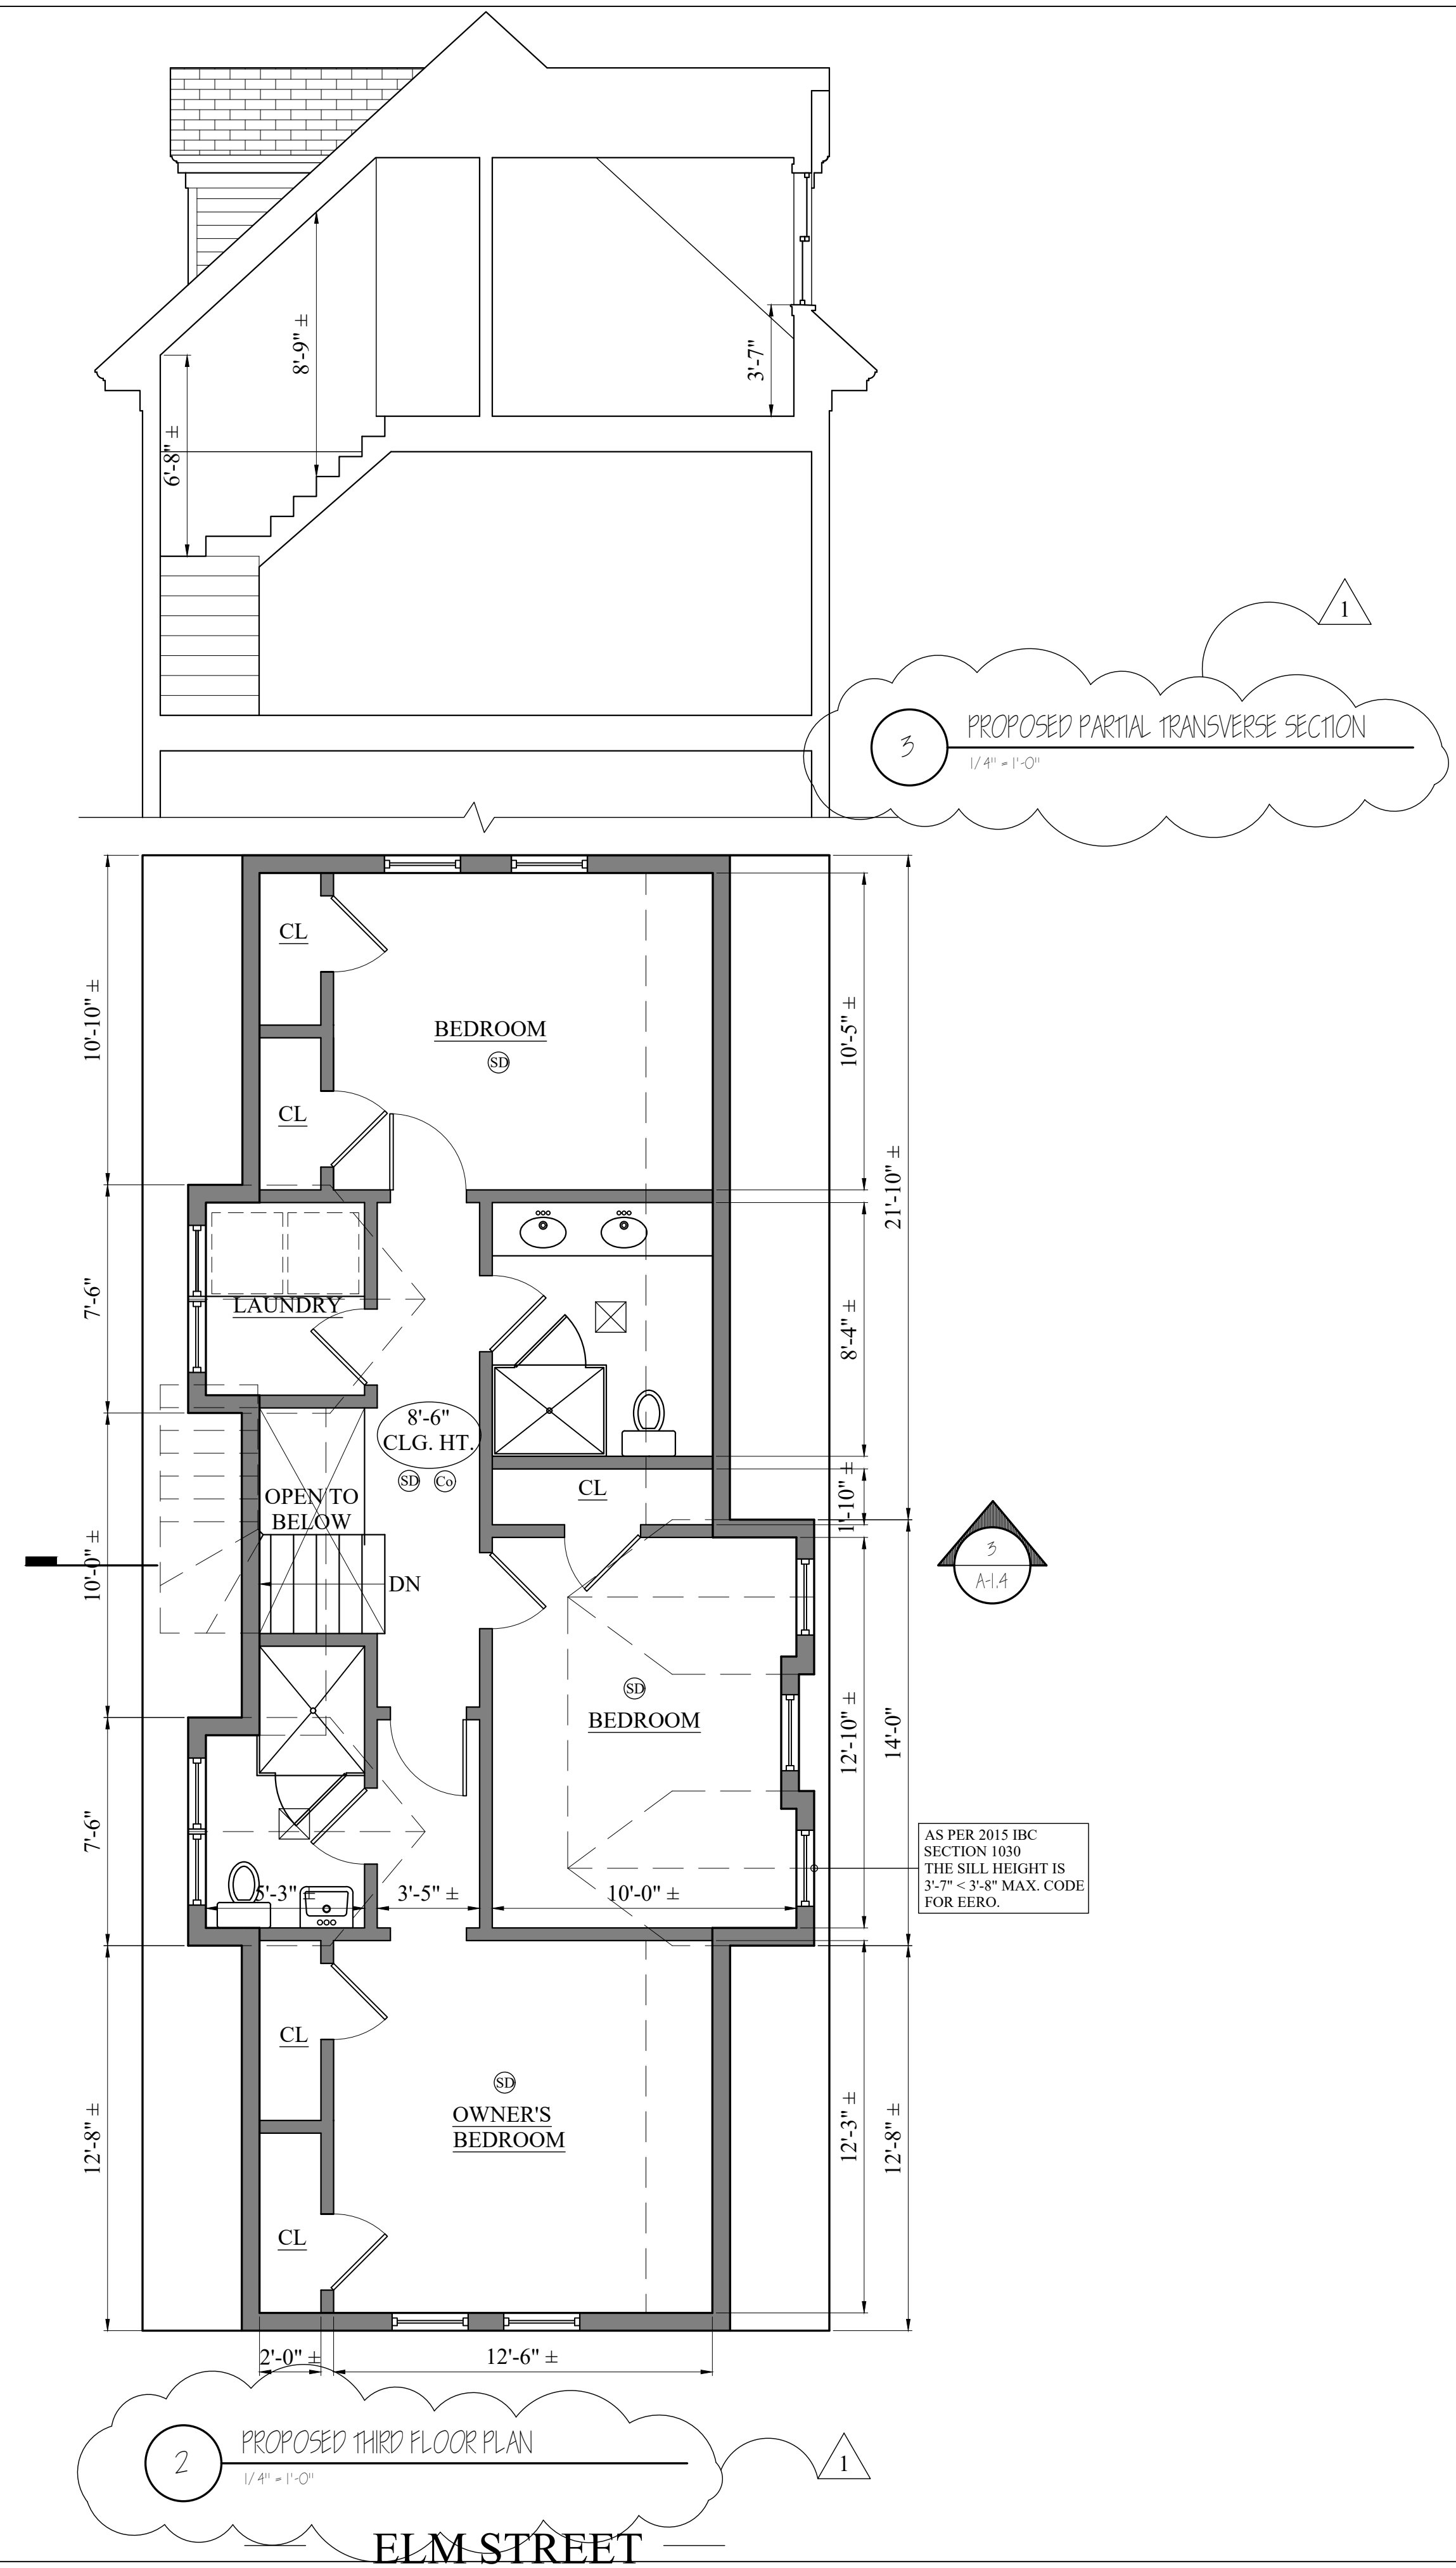 8'-9" ±
3'-7"
6'-8" ±
1
3
PROPOSED PARTIAL TRANSVERSE SECTION
1/4" = 1'-0"
CL
BEDROOM
SD
CL
10'-10" ±
10'-5" ±
21'-10" ±
7'-6"
LAUNDRY
8'-4" ±
8'-6"
CLG. HT.
SD
Co
CL
OPEN TO
BELOW
1'-10" ±
10'-0" ±
DN
3
A-1.4
SD
BEDROOM
12'-10" ±
14'-0"
7'-6"
AS PER 2015 IBC
SECTION 1030
THE SILL HEIGHT IS
3'-7" < 3'-8" MAX. CODE
FOR EERO.
5'-3" ±
3'-5" ±
10'-0" ±
CL
SD
OWNER'S
BEDROOM
12'-8" ±
12'-3" ±
12'-8" ±
CL
2'-0" ±
12'-6" ±
2
PROPOSED THIRD FLOOR PLAN
1/4" = 1'-0"
1
ELM STREET